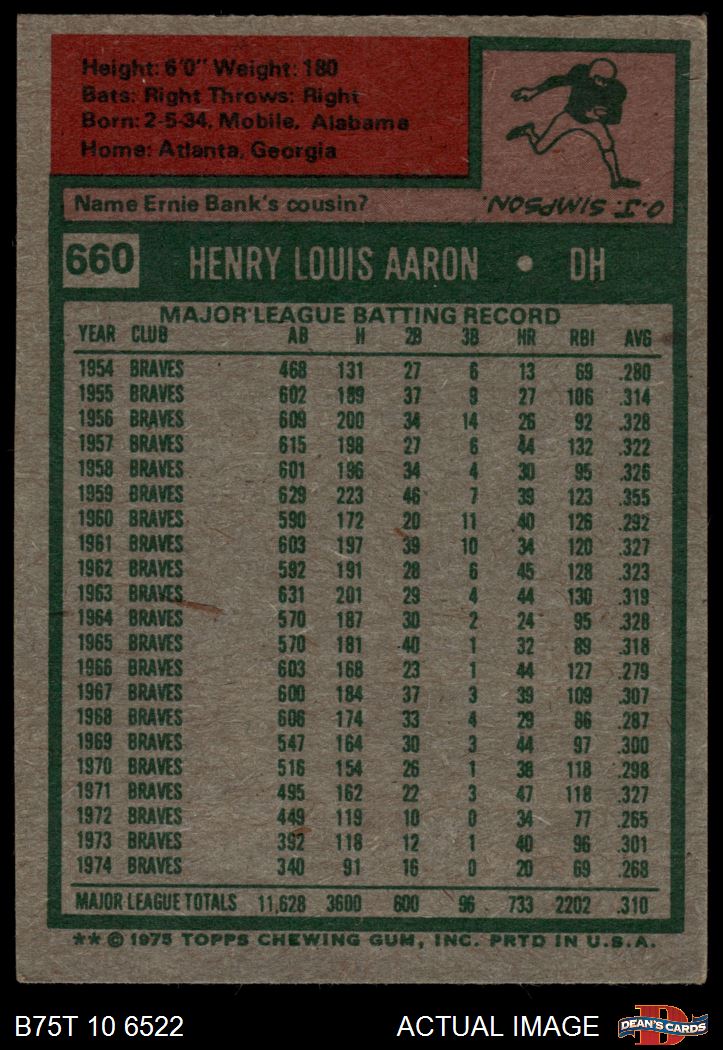 Height: 6'0" Weight: 180
Bats: Right Throws: Right
Born: 2-5-34, Mobile, Alabama
Home: Atlanta, Georgia
Name Ernie Bank's cousin?
O.J. SIMPSON.
660 HENRY LOUIS AARON • DH
MAJOR LEAGUE BATTING RECORD
YEAR CLUB AB H 2B 3B HR RBI AVG
1954 BRAVES 468 131 27 6 13 69 .280
1955 BRAVES 602 189 37 9 27 106 .314
1956 BRAVES 609 200 34 14 26 92 .328
1957 BRAVES 615 198 27 6 44 132 .322
1958 BRAVES 601 196 34 4 30 95 .326
1959 BRAVES 629 223 46 7 39 123 .355
1960 BRAVES 590 172 20 11 40 126 .292
1961 BRAVES 603 197 39 10 34 120 .327
1962 BRAVES 592 191 28 6 45 128 .323
1963 BRAVES 631 201 29 4 44 130 .319
1964 BRAVES 570 187 30 2 24 95 .328
1965 BRAVES 570 181 40 1 32 89 .318
1966 BRAVES 603 168 23 1 44 127 .279
1967 BRAVES 600 184 37 3 39 109 .307
1968 BRAVES 606 174 33 4 29 86 .287
1969 BRAVES 547 164 30 3 44 97 .300
1970 BRAVES 516 154 26 1 38 118 .298
1971 BRAVES 495 162 22 3 47 118 .327
1972 BRAVES 449 119 10 0 34 77 .265
1973 BRAVES 392 118 12 1 40 96 .301
1974 BRAVES 340 91 16 0 20 69 .268
MAJOR LEAGUE TOTALS 11,628 3600 600 96 733 2202 .310
** © 1975 TOPPS CHEWING GUM, INC. PRTD IN U.S.A.
B75T 10 6522 ACTUAL IMAGE
D
DEAN'S CARDS